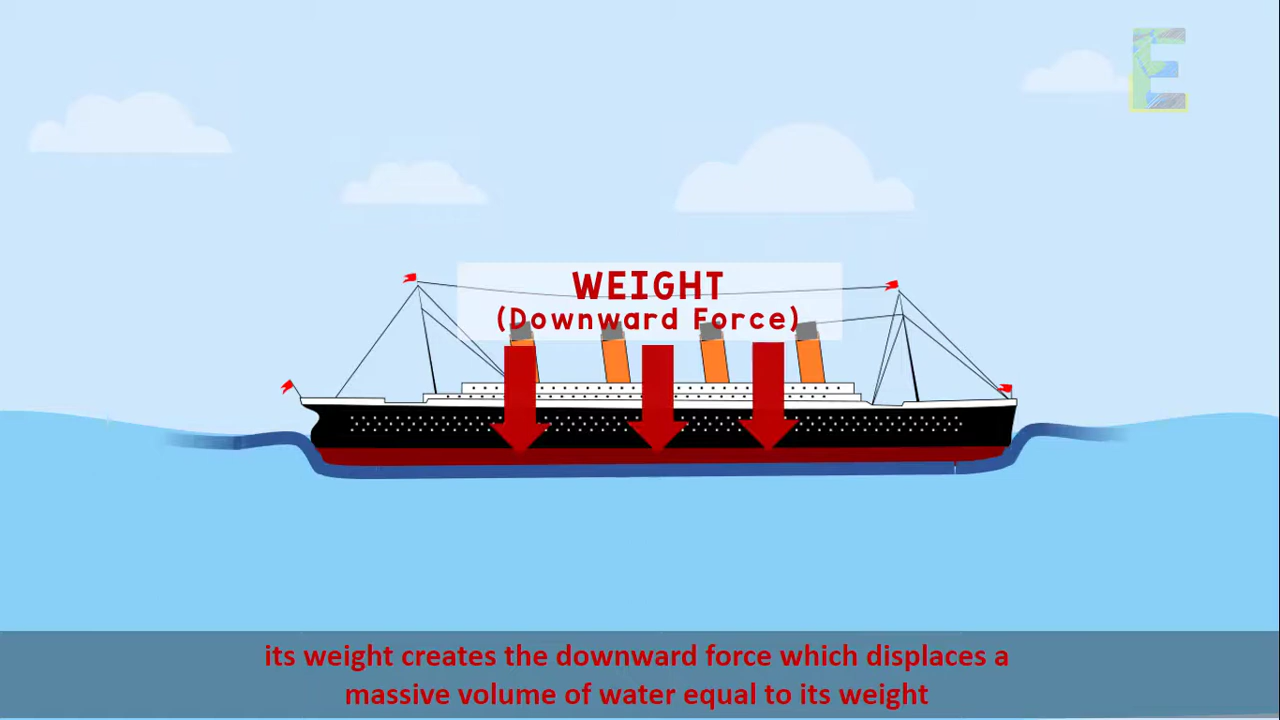 E
WEIGHT
(Downward Force)
its weight creates the downward force which displaces a
massive volume of water equal to its weight